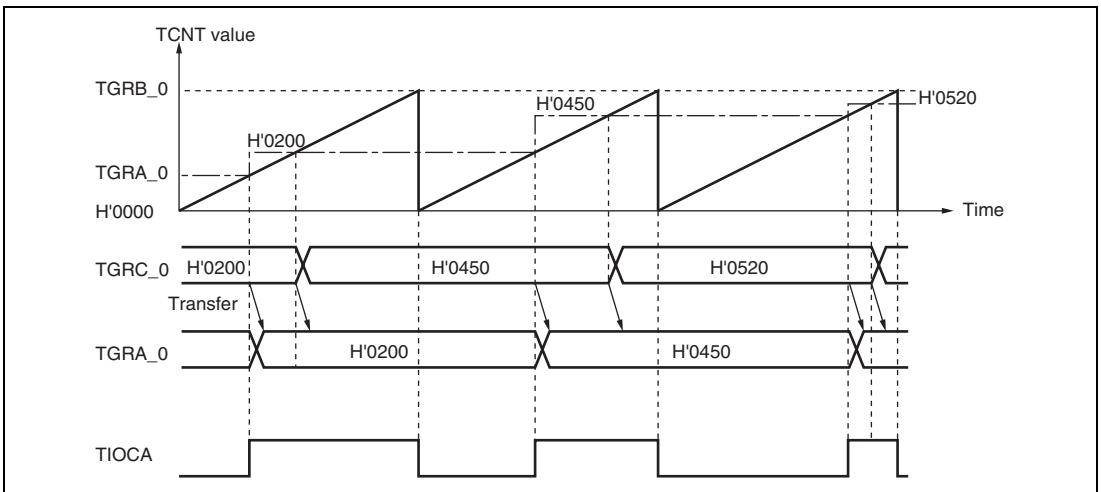 TCNT value
TGRB_0
H'0450
H'0520
H'0200
TGRA_0
H'0000
Time
TGRC_0
H'0200
H'0450
H'0520
Transfer
TGRA_0
H'0200
H'0450
TIOCA